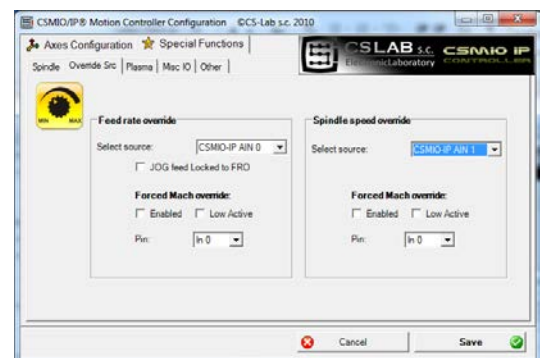 CSMIO/IP® Motion Controller Configuration ©CS-Lab s.c. 2010
Axes Configuration Special Functions
CSLAB s.c.
ElectronicLaboratory
CSMIO IP
CONTROLLER
Spindle Override Src Plasma Misc IO Other
MIN MAX
Feed rate override
Select source: CSMIO-IP AIN 0
JOG feed Locked to FRO
Forced Mach override:
Enabled Low Active
Pin: In 0
Spindle speed override
Select source: CSMIO-IP AIN 1
Forced Mach override:
Enabled Low Active
Pin: In 0
Cancel Save